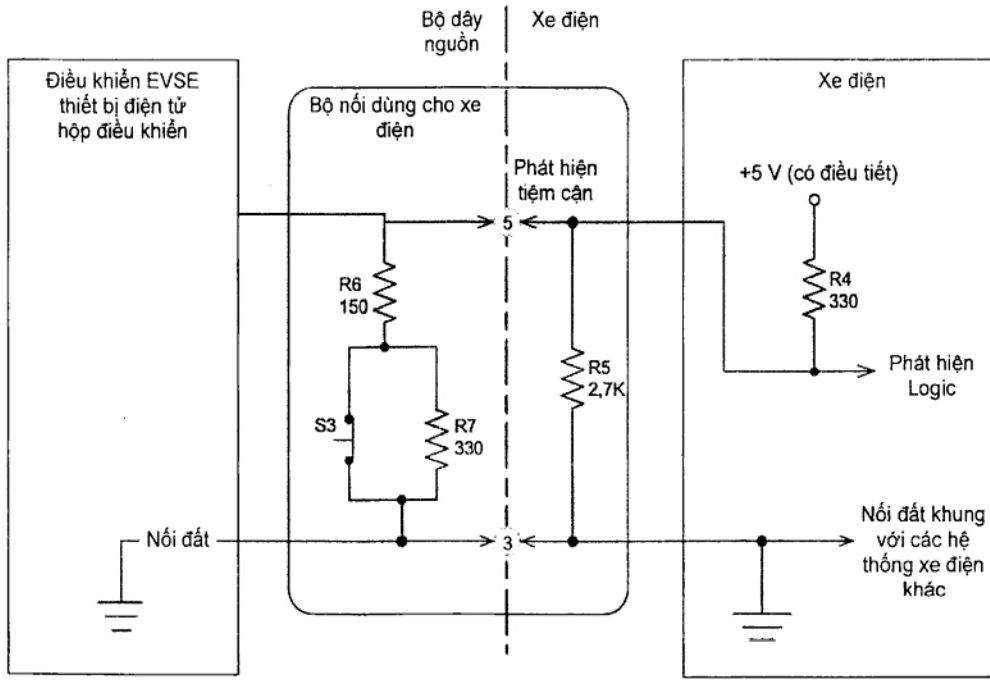 Bộ dây
nguồn
Xe điện
Điều khiển EVSE
thiết bị điện tử
hộp điều khiển
Bộ nối dùng cho xe
điện
Xe điện
Phát hiện
tiệm cận
+5 V (có điều tiết)
5
R6
150
R4
330
R5
2,7K
Phát hiện
Logic
S3
R7
330
Nối đất
3
Nối đất khung
với các hệ
thống xe điện
khác